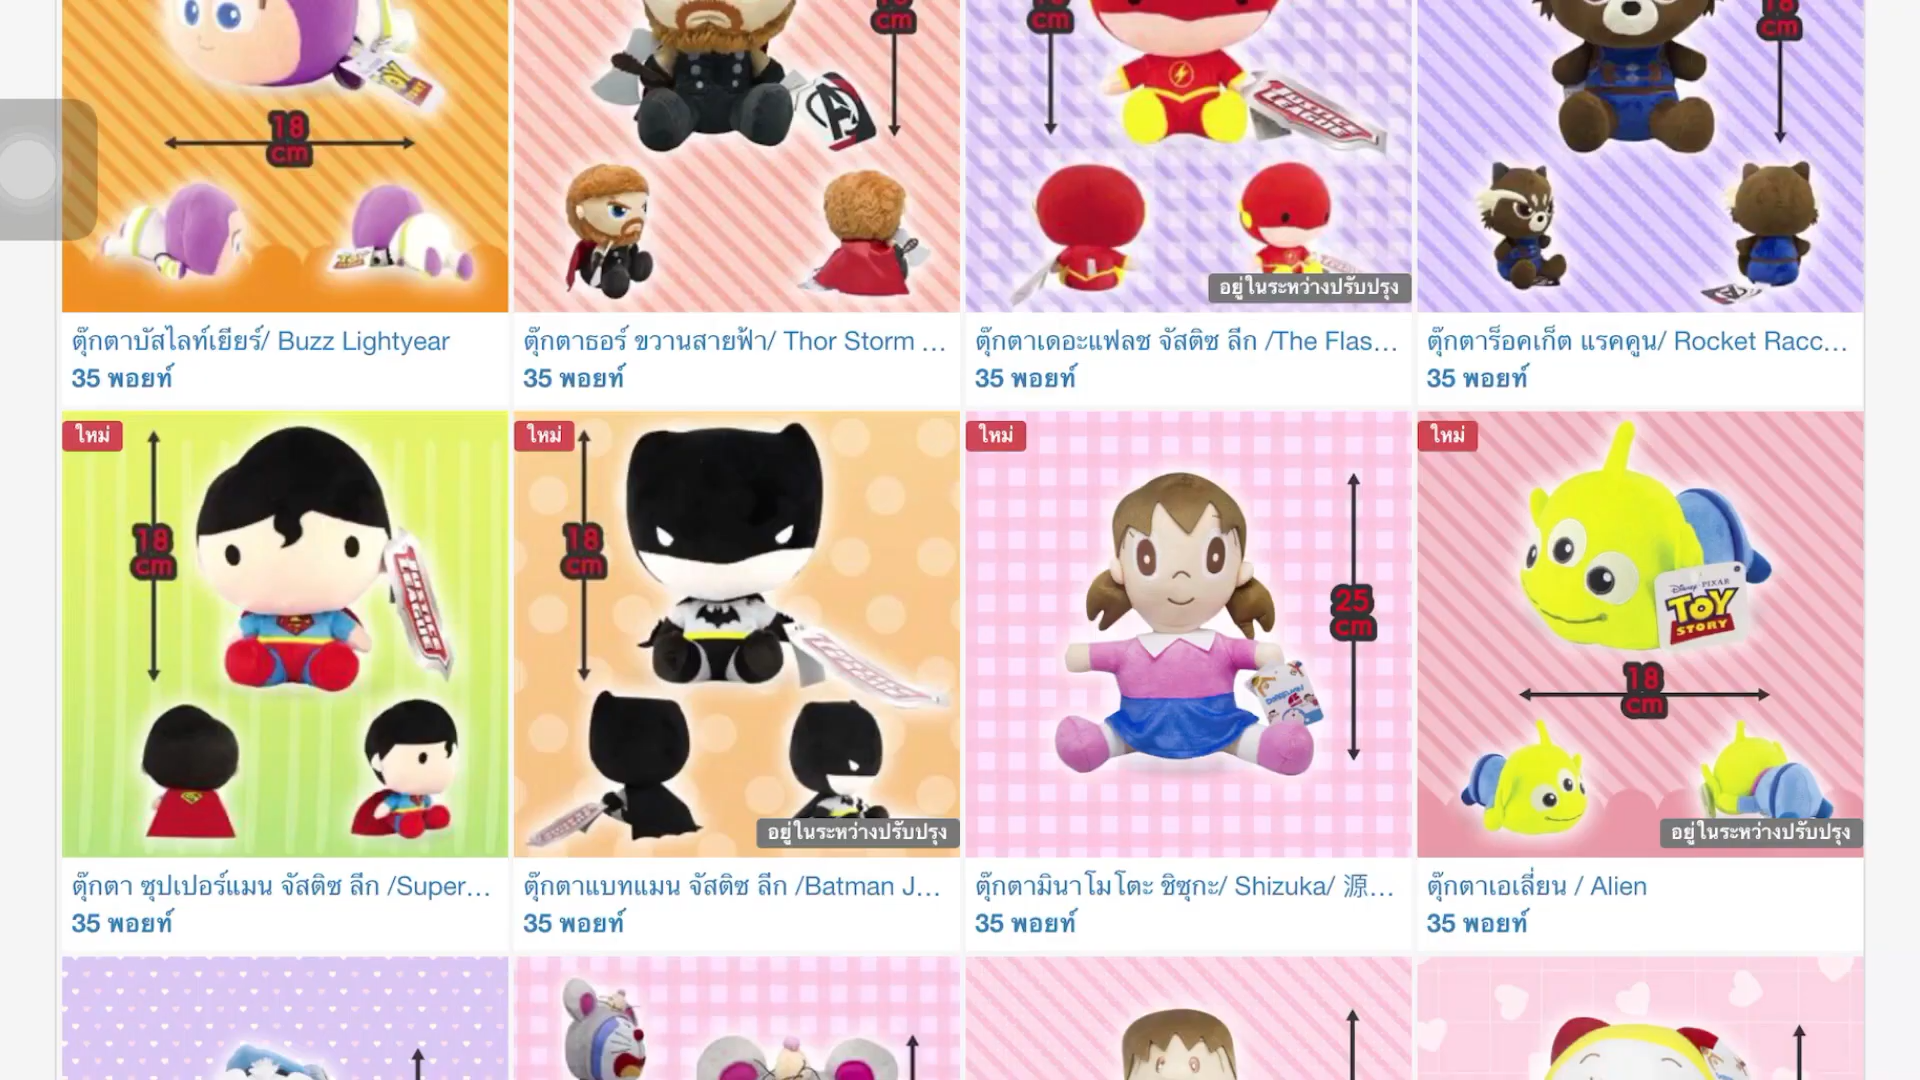 18
cm
cm
cm
18
cm
อยู่ในระหว่างปรับปรุง
ตุ๊กตาบัสไลท์เยียร์/ Buzz Lightyear
35 พอยท์
ตุ๊กตาธอร์ ขวานสายฟ้า/ Thor Storm ...
35 พอยท์
ตุ๊กตาเดอะแฟลช จัสติซ ลีก /The Flas...
35 พอยท์
ตุ๊กตาร็อคเก็ต แรคคูน/ Rocket Racc...
35 พอยท์
ใหม่
18
cm
ใหม่
18
cm
อยู่ในระหว่างปรับปรุง
ใหม่
25
cm
ใหม่
Disney PIXAR
TOY
STORY
18
cm
อยู่ในระหว่างปรับปรุง
ตุ๊กตา ซุปเปอร์แมน จัสติซ ลีก /Super...
35 พอยท์
ตุ๊กตาแบทแมน จัสติซ ลีก /Batman J...
35 พอยท์
ตุ๊กตามินาโมโตะ ชิซุกะ/ Shizuka/ 源...
35 พอยท์
ตุ๊กตาเอเลี่ยน / Alien
35 พอยท์